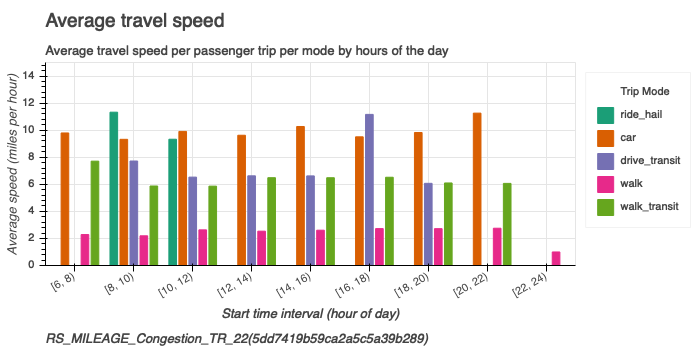 Average travel speed
Average travel speed per passenger trip per mode by hours of the day
Average speed (miles per hour)
14
12
10
8
6
4
2
0
[6, 8)
[8, 10)
[10, 12)
[12, 14)
[14, 16)
[16, 18)
[18, 20)
[20, 22)
[22, 24)
Start time interval (hour of day)
Trip Mode
ride_hail
car
drive_transit
walk
walk_transit
RS_MILEAGE_Congestion_TR_22(5dd7419b59ca2a5c5a39b289)